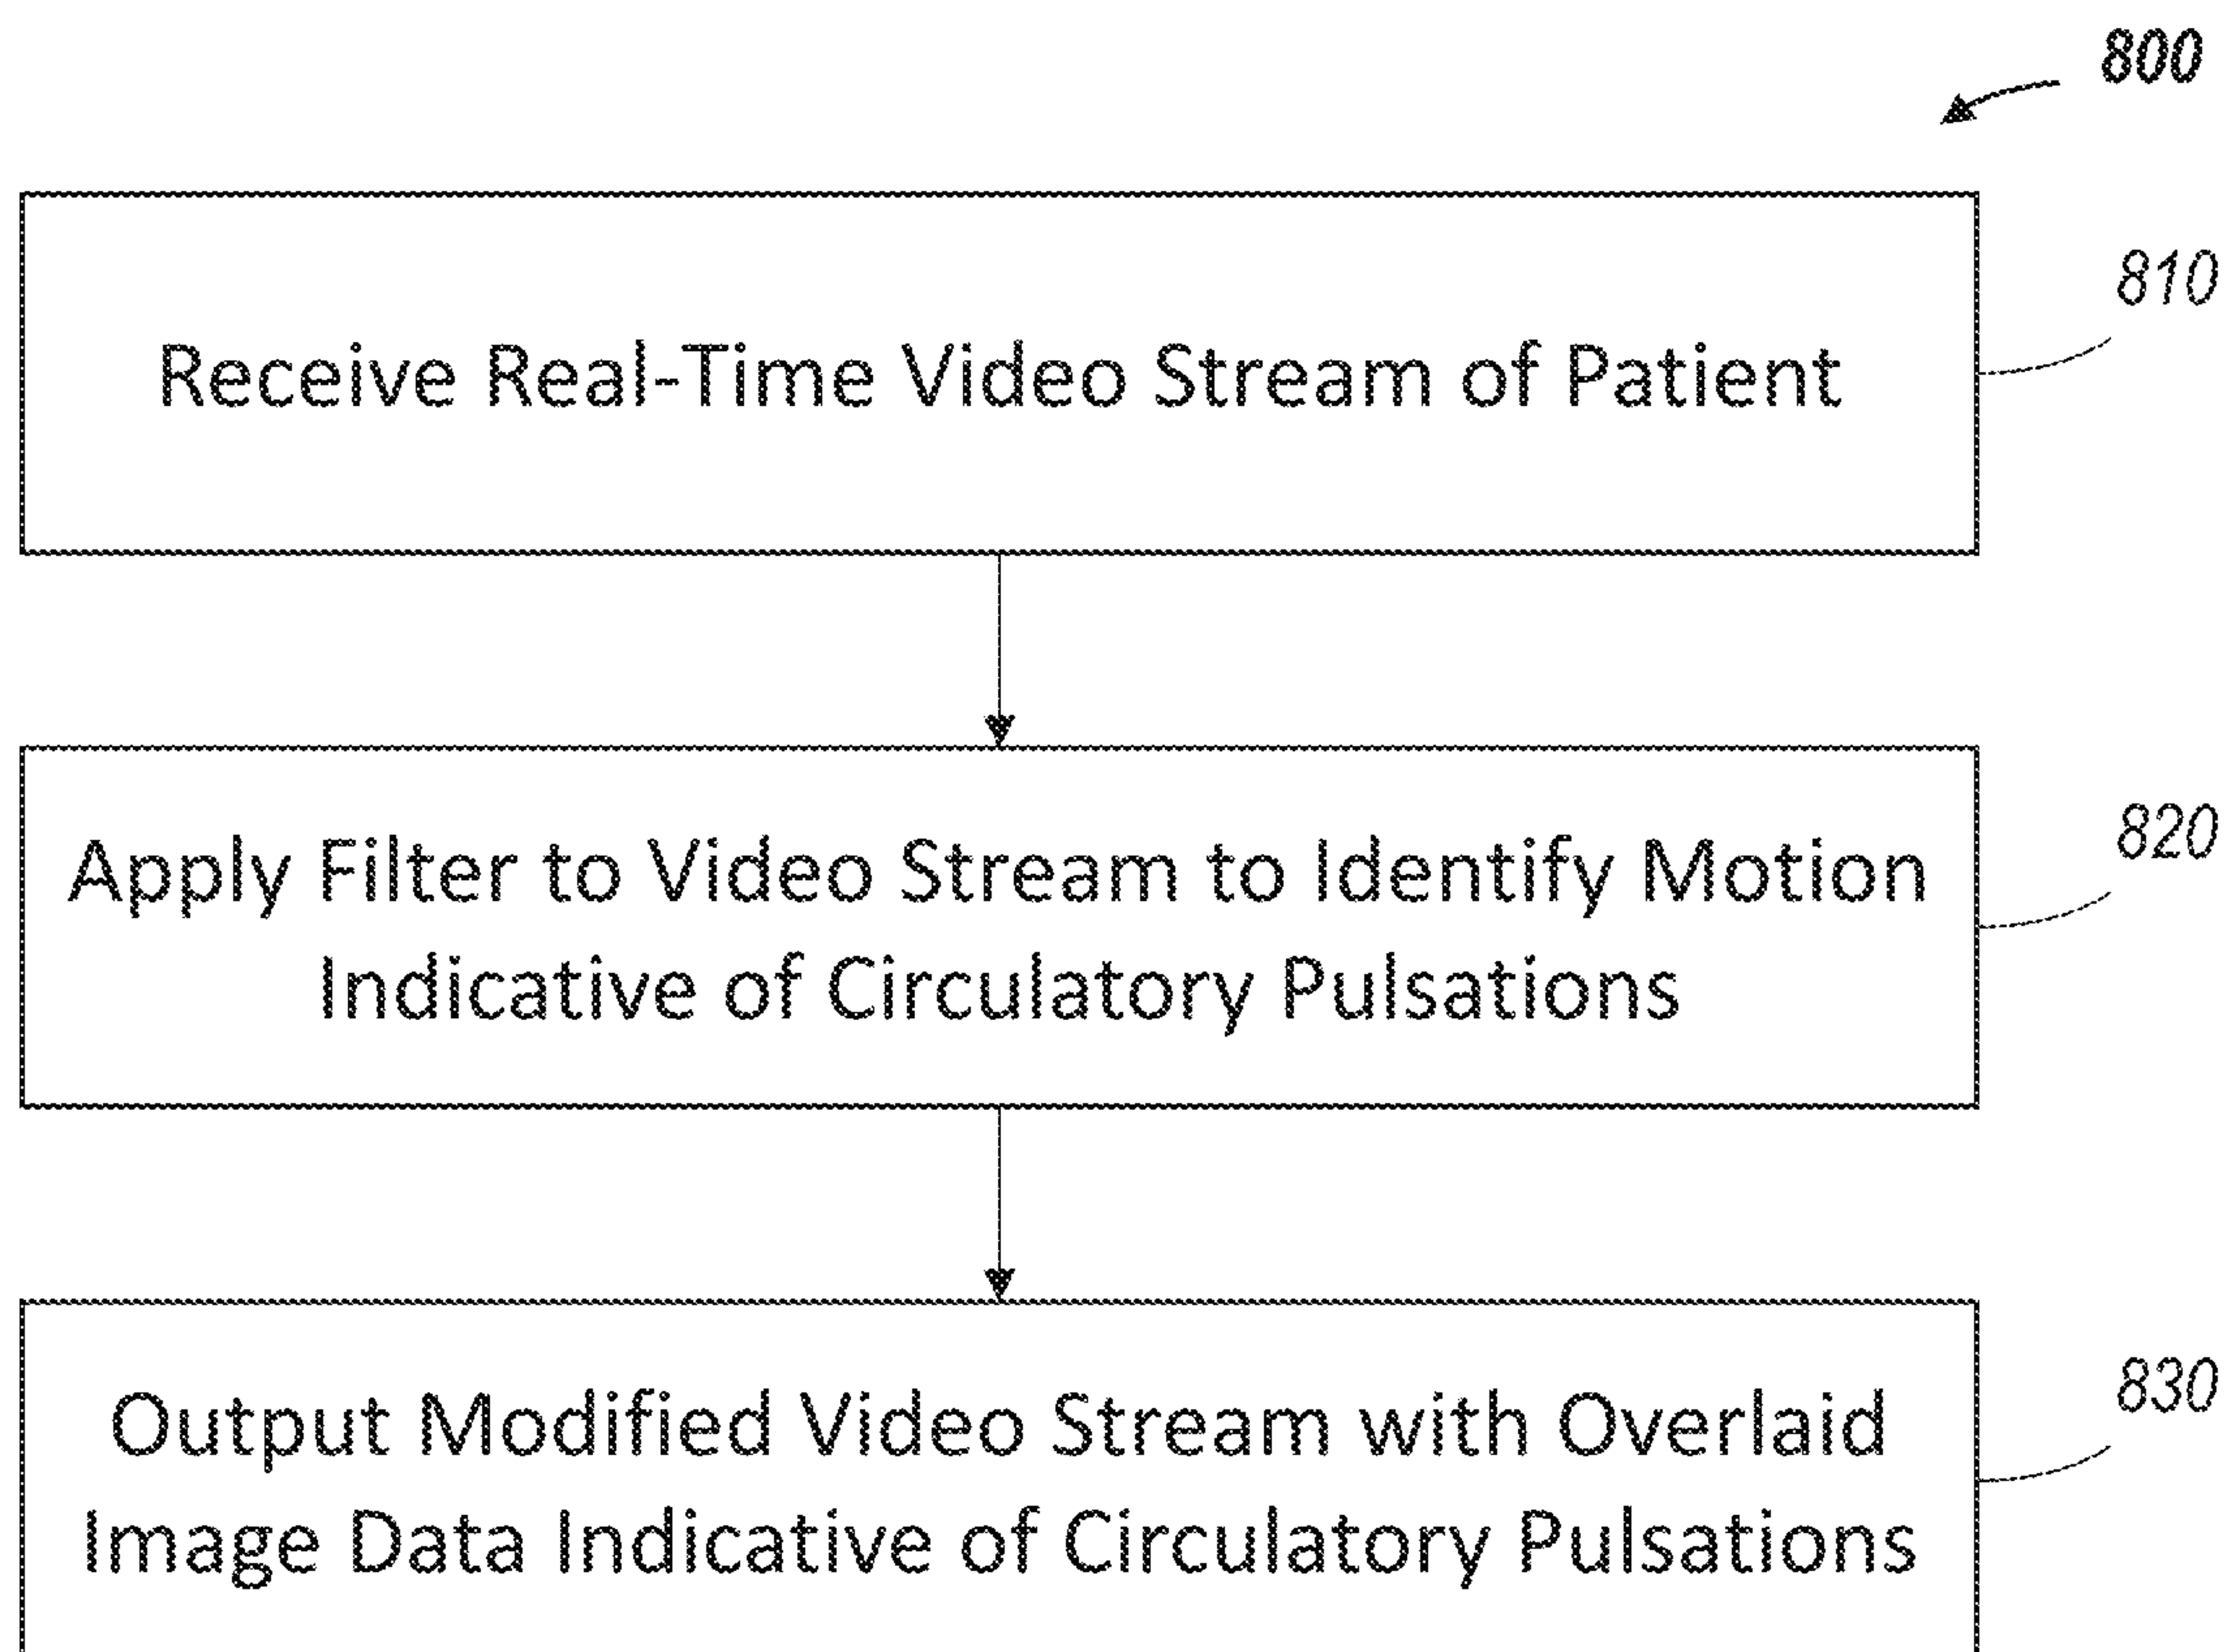 800
810
Receive Real-Time Video Stream of Patient
820
Apply Filter to Video Stream to Identify Motion
Indicative of Circulatory Pulsations
830
Output Modified Video Stream with Overlaid
Image Data Indicative of Circulatory Pulsations